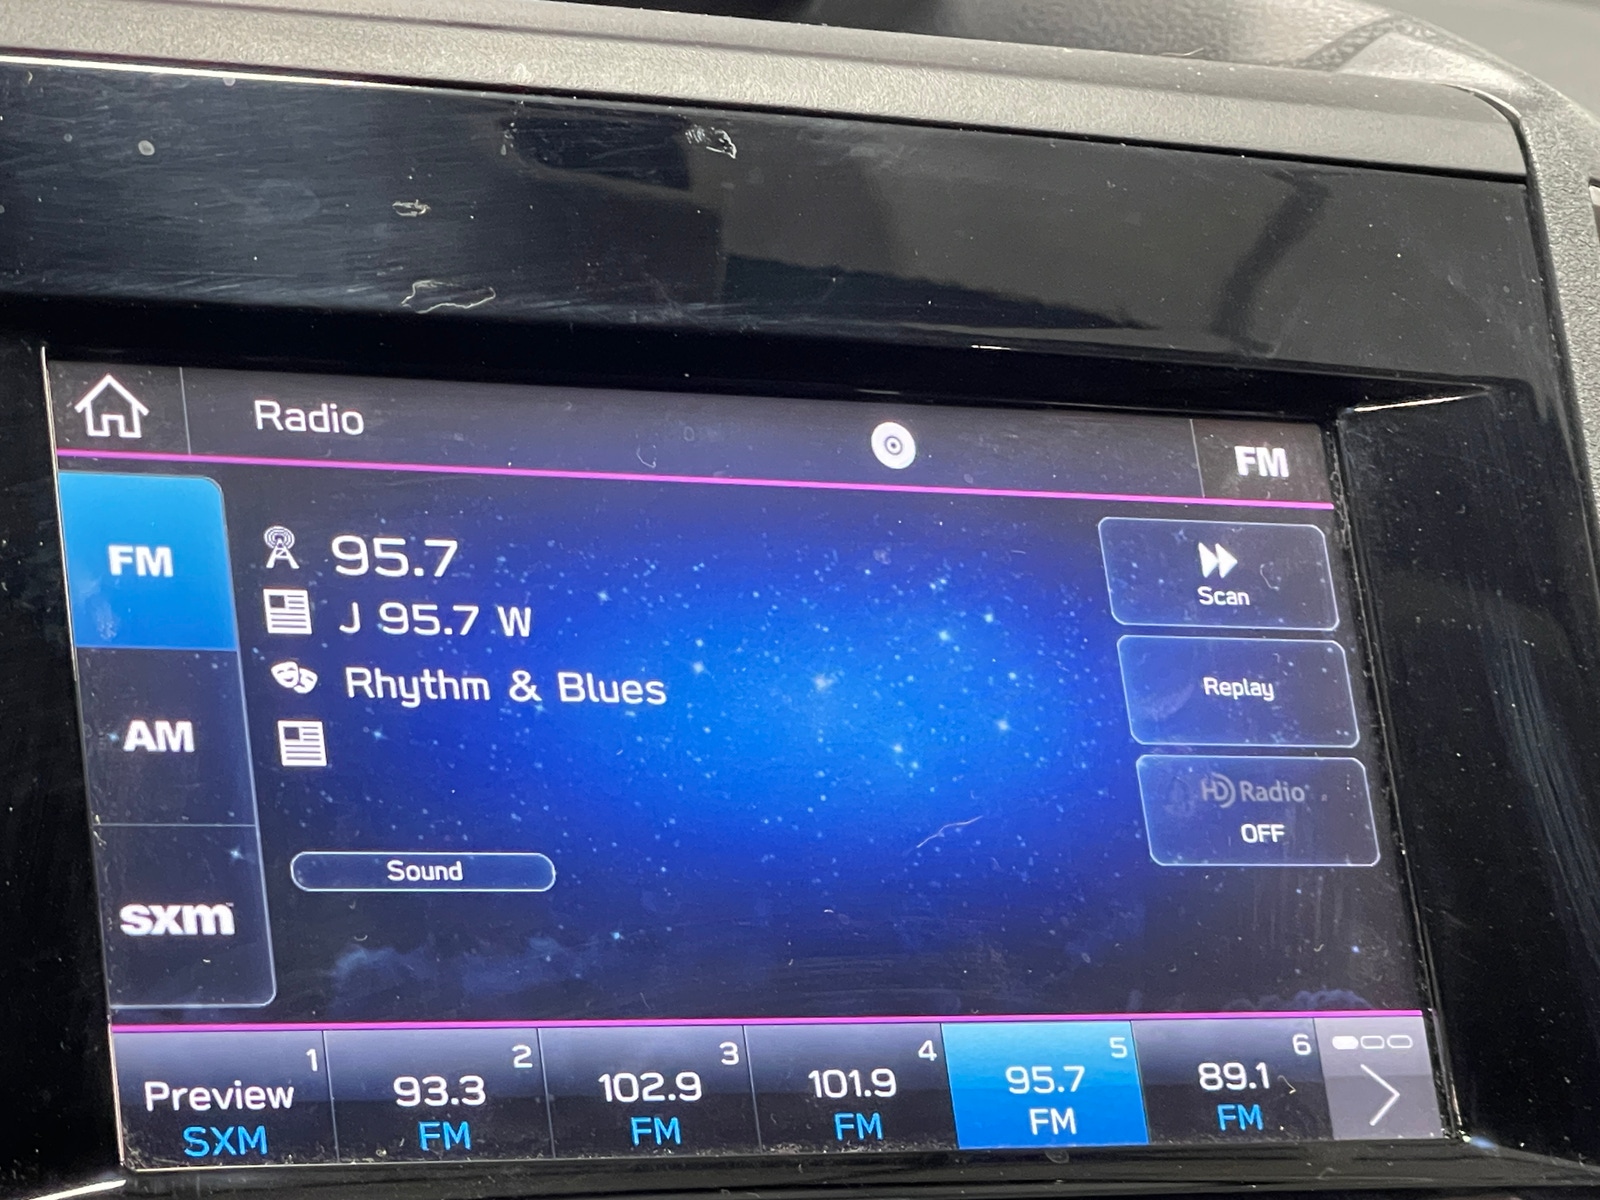 Radio
FM
FM
AM
sxm
95.7
J 95.7 W
Rhythm & Blues
Sound
Scan
Replay
HD Radio
OFF
1
Preview
SXM
2
93.3
FM
3
102.9
FM
4
101.9
FM
5
95.7
FM
6
89.1
FM